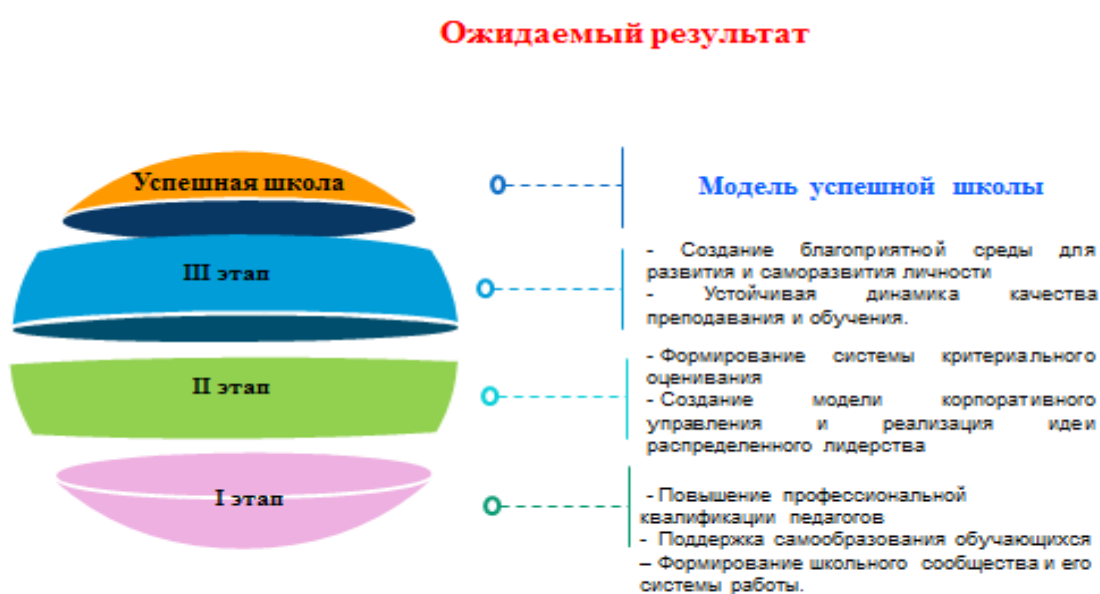 Ожидаемый результат
Успешная школа
Модель успешной школы
III этап
- Создание благоприятной среды для
развития и саморазвития личности
- Устойчивая динамика качества
преподавания и обучения.
II этап
- Формирование системы критериального
оценивания
- Создание модели корпоративного
управления и реализация идеи
распределенного лидерства
I этап
- Повышение профессиональной
квалификации педагогов
- Поддержка самообразования обучающихся
– Формирование школьного сообщества и его
системы работы.